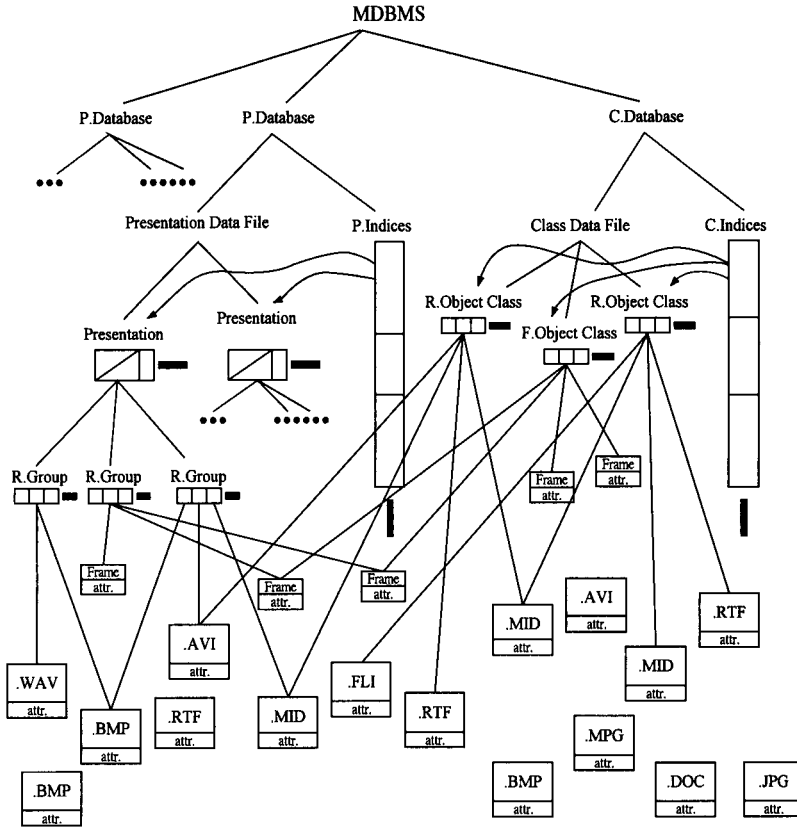 MDBMS
P.Database P.Database C.Database
Presentation Data File P.Indices Class Data File C.Indices
R.Object Class R.Object Class
Presentation Presentation F.Object Class
R.Group R.Group R.Group
Frame
attr.
Frame
attr.
Frame
attr.
Frame
attr.
Frame
attr.
.AVI
attr.
.MID
attr.
.AVI
attr.
.RTF
attr.
.WAV
attr.
.BMP
attr.
.RTF
attr.
.MID
attr.
.FLI
attr.
.RTF
attr.
.MID
attr.
.MPG
attr.
.BMP
attr.
.BMP
attr.
.DOC
attr.
.JPG
attr.